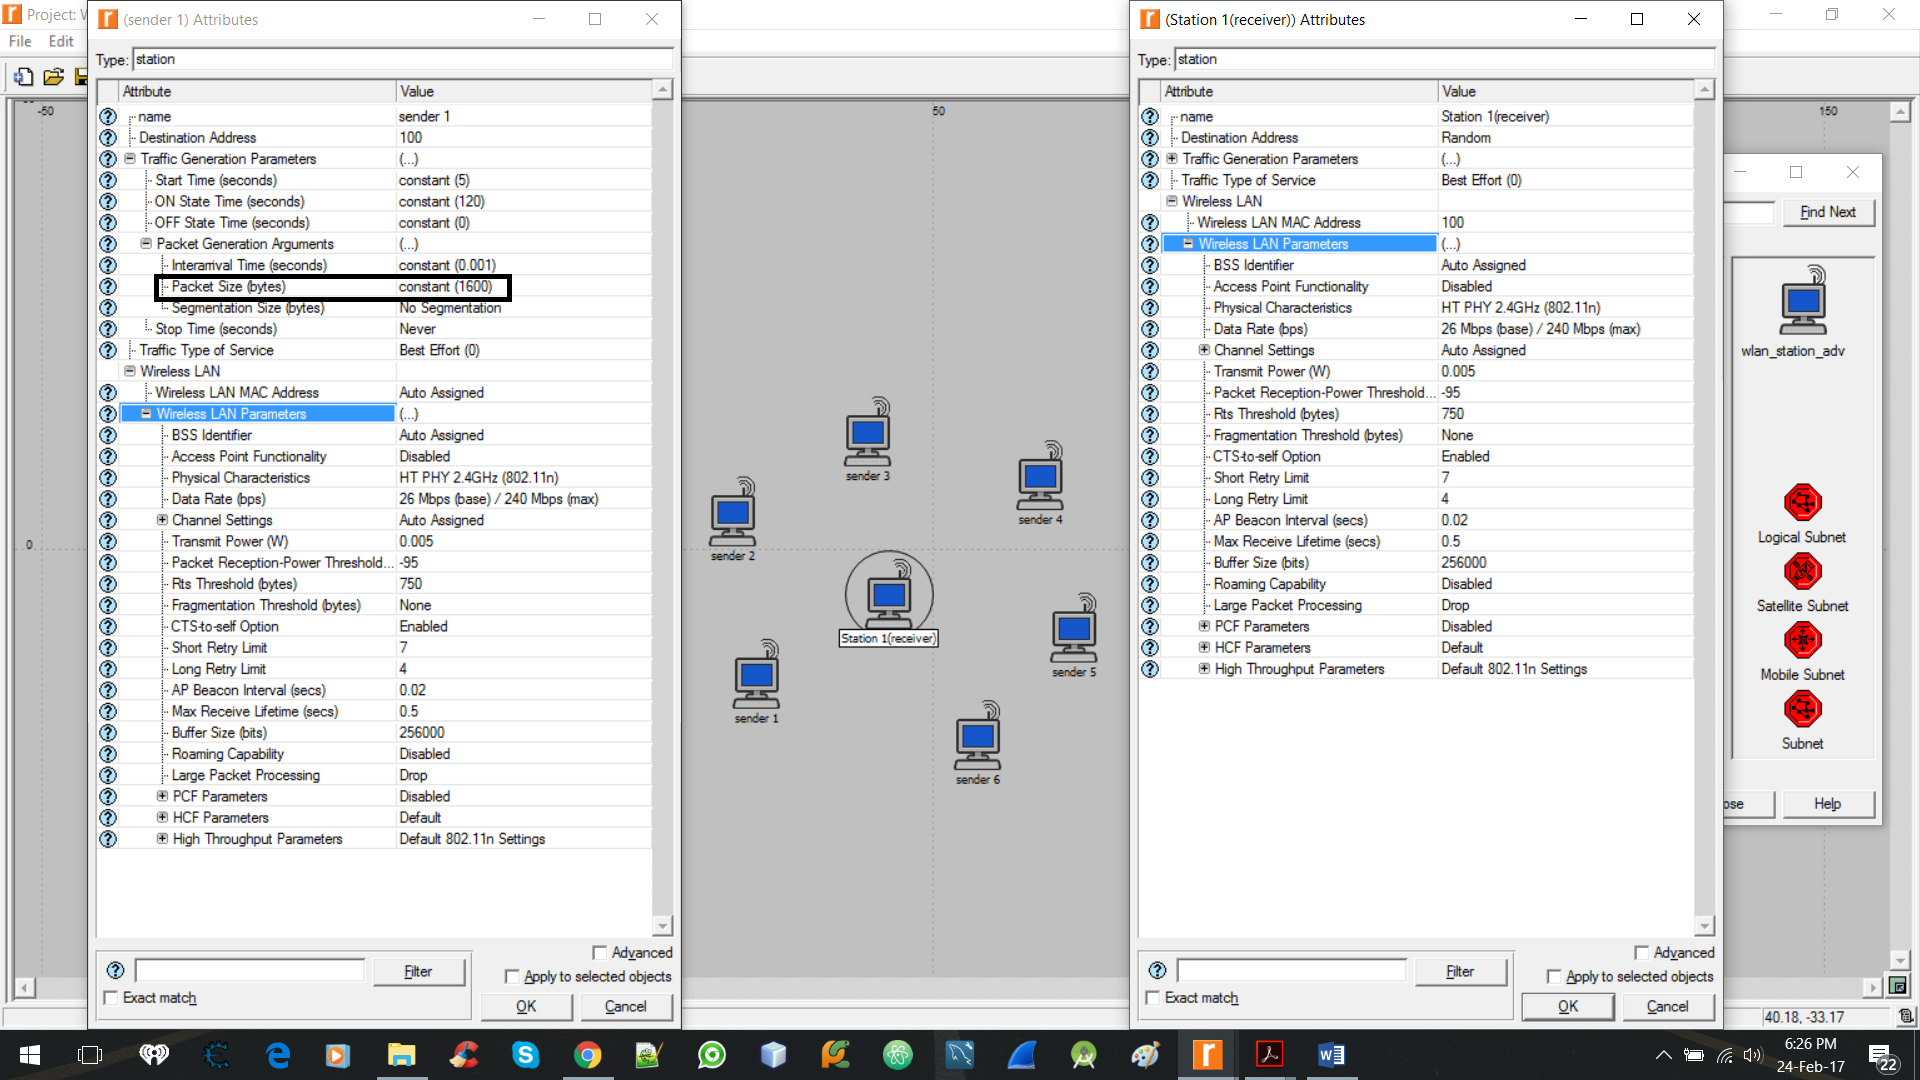 Project: W
File Edit
(sender 1) Attributes
Type: station
Attribute Value
name sender 1
Destination Address 100
Traffic Generation Parameters (...)
Start Time (seconds) constant (5)
ON State Time (seconds) constant (120)
OFF State Time (seconds) constant (0)
Packet Generation Arguments (...)
Interarrival Time (seconds) constant (0.001)
Packet Size (bytes) constant (1600)
Segmentation Size (bytes) No Segmentation
Stop Time (seconds) Never
Traffic Type of Service Best Effort (0)
Wireless LAN
Wireless LAN MAC Address Auto Assigned
Wireless LAN Parameters (...)
BSS Identifier Auto Assigned
Access Point Functionality Disabled
Physical Characteristics HT PHY 2.4GHz (802.11n)
Data Rate (bps) 26 Mbps (base) / 240 Mbps (max)
Channel Settings Auto Assigned
Transmit Power (W) 0.005
Packet Reception-Power Threshold... -95
Rts Threshold (bytes) 750
Fragmentation Threshold (bytes) None
CTS-to-self Option Enabled
Short Retry Limit 7
Long Retry Limit 4
AP Beacon Interval (secs) 0.02
Max Receive Lifetime (secs) 0.5
Buffer Size (bits) 256000
Roaming Capability Disabled
Large Packet Processing Drop
PCF Parameters Disabled
HCF Parameters Default
High Throughput Parameters Default 802.11n Settings
Advanced
Filter
Apply to selected objects
Exact match
OK Cancel
-50
50
150
0
sender 3
sender 4
sender 2
Station 1(receiver)
sender 5
sender 1
sender 6
(Station 1(receiver)) Attributes
Type: station
Attribute Value
name Station 1(receiver)
Destination Address Random
Traffic Generation Parameters (...)
Traffic Type of Service Best Effort (0)
Wireless LAN
Wireless LAN MAC Address 100
Wireless LAN Parameters (...)
BSS Identifier Auto Assigned
Access Point Functionality Disabled
Physical Characteristics HT PHY 2.4GHz (802.11n)
Data Rate (bps) 26 Mbps (base) / 240 Mbps (max)
Channel Settings Auto Assigned
Transmit Power (W) 0.005
Packet Reception-Power Threshold... -95
Rts Threshold (bytes) 750
Fragmentation Threshold (bytes) None
CTS-to-self Option Enabled
Short Retry Limit 7
Long Retry Limit 4
AP Beacon Interval (secs) 0.02
Max Receive Lifetime (secs) 0.5
Buffer Size (bits) 256000
Roaming Capability Disabled
Large Packet Processing Drop
PCF Parameters Disabled
HCF Parameters Default
High Throughput Parameters Default 802.11n Settings
Advanced
Filter
Apply to selected objects
Exact match
OK Cancel
Find Next
wlan_station_adv
Logical Subnet
Satellite Subnet
Mobile Subnet
Subnet
ose Help
40.18, -33.17
6:26 PM
24-Feb-17
22